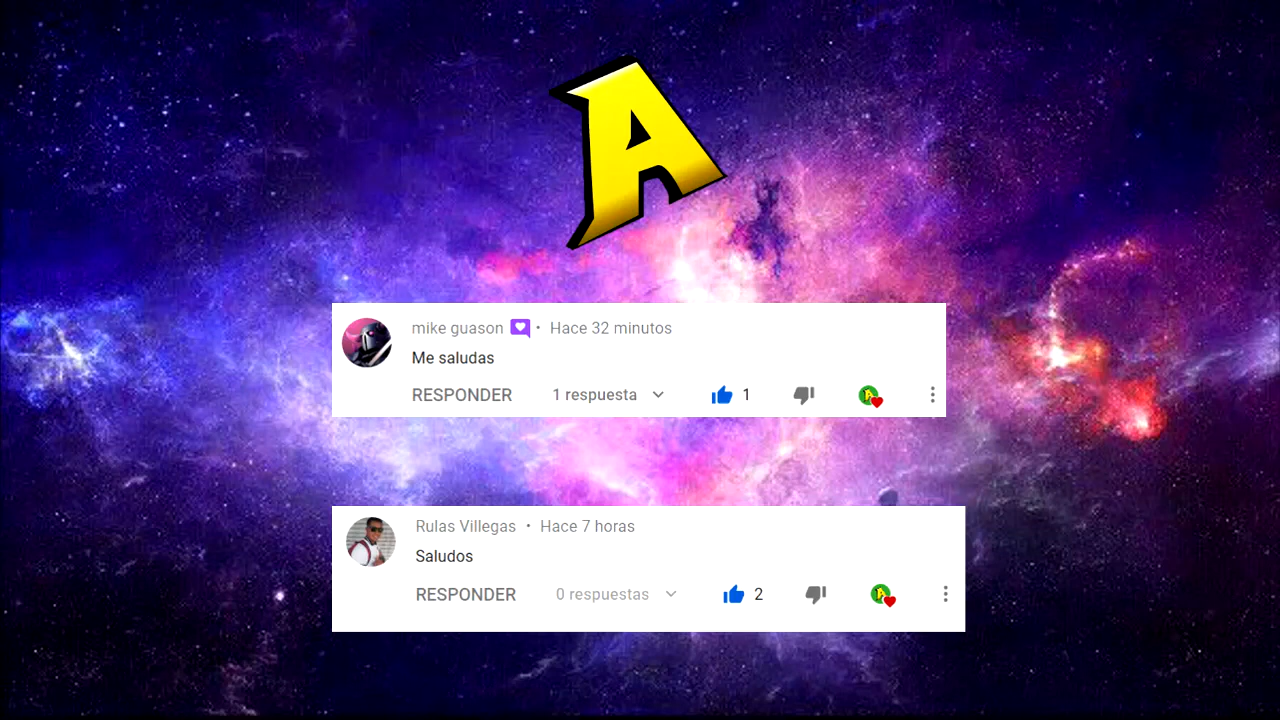 A
mike guason • Hace 32 minutos
Me saludas
RESPONDER 1 respuesta 1
Rulas Villegas • Hace 7 horas
Saludos
RESPONDER 0 respuestas 2